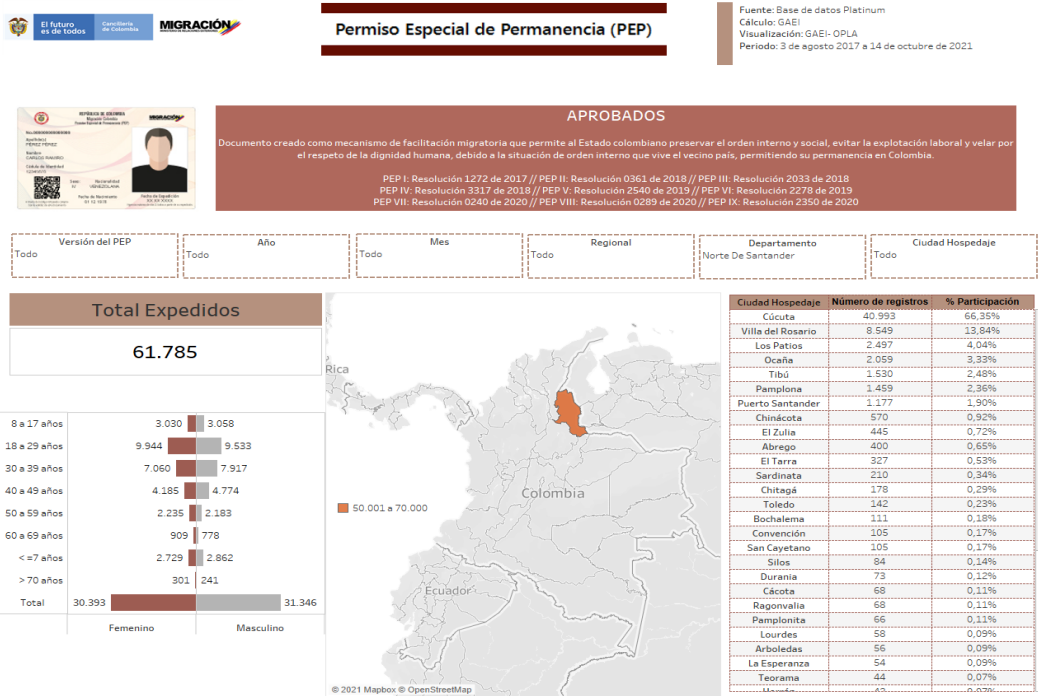 El futuro
es de todos
Cancillería
de Colombia
MIGRACIÓN
Permiso Especial de Permanencia (PEP)
Fuente: Base de datos Platinum
Cálculo: GAEI
Visualización: GAEI- OPLA
Periodo: 3 de agosto 2017 a 14 de octubre de 2021
REPÚBLICA DE COLOMBIA
MIGRACIÓN
PÉREZ PÉREZ
VENEZOLANA
Fecha de Nacimiento
Fecha de Expedición
APROBADOS
Documento creado como mecanismo de facilitación migratoria que permite al Estado colombiano preservar el orden interno y social, evitar la explotación laboral y velar por
el respeto de la dignidad humana, debido a la situación de orden interno que vive el vecino país, permitiendo su permanencia en Colombia.
PEP I: Resolución 1272 de 2017 // PEP II: Resolución 0361 de 2018 // PEP III: Resolución 2033 de 2018
PEP IV: Resolución 3317 de 2018 // PEP V: Resolución 2540 de 2019 // PEP VI: Resolución 2278 de 2019
PEP VII: Resolución 0240 de 2020 // PEP VIII: Resolución 0289 de 2020 // PEP IX: Resolución 2350 de 2020
Versión del PEP
Todo
Año
Todo
Mes
Todo
Regional
Todo
Departamento
Norte De Santander
Ciudad Hospedaje
Todo
Total Expedidos
61.785
8 a 17 años 3.030 3.058
18 a 29 años 9.944 9.533
30 a 39 años 7.060 7.917
40 a 49 años 4.185 4.774
50 a 59 años 2.235 2.183
60 a 69 años 909 778
<=7 años 2.729 2.862
> 70 años 301 241
Total 30.393 31.346
Femenino Masculino
Rica
Colombia
Ecuador
50.001 a 70.000
© 2021 Mapbox © OpenStreetMap
Ciudad Hospedaje Número de registros % Participación
Cúcuta 40.993 66,35%
Villa del Rosario 8.549 13,84%
Los Patios 2.497 4,04%
Ocaña 2.059 3,33%
Tibú 1.530 2,48%
Pamplona 1.459 2,36%
Puerto Santander 1.177 1,90%
Chinácota 570 0,92%
El Zulia 445 0,72%
Abrego 400 0,65%
El Tarra 327 0,53%
Sardinata 210 0,34%
Chitagá 178 0,29%
Toledo 142 0,23%
Bochalema 111 0,18%
Convención 105 0,17%
San Cayetano 105 0,17%
Silos 84 0,14%
Durania 73 0,12%
Cácota 68 0,11%
Ragonvalia 68 0,11%
Pamplonita 66 0,11%
Lourdes 58 0,09%
Arboledas 56 0,09%
La Esperanza 54 0,09%
Teorama 44 0,07%